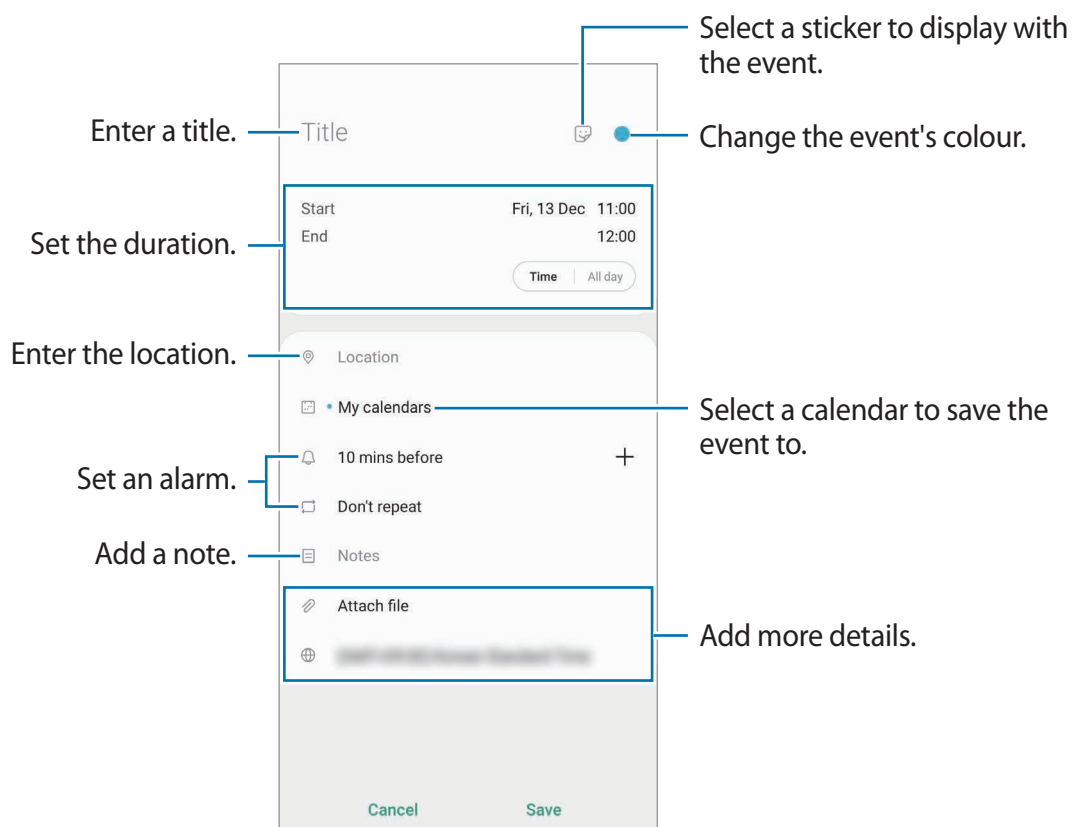 Select a sticker to display with
the event.
Enter a title.
Title
Change the event's colour.
Start
Fri, 13 Dec 11:00
Set the duration.
End
12:00
Time | All day
Enter the location.
Location
My calendars
Select a calendar to save the
event to.
10 mins before
Set an alarm.
Don't repeat
Add a note.
Notes
Attach file
Add more details.
Cancel
Save